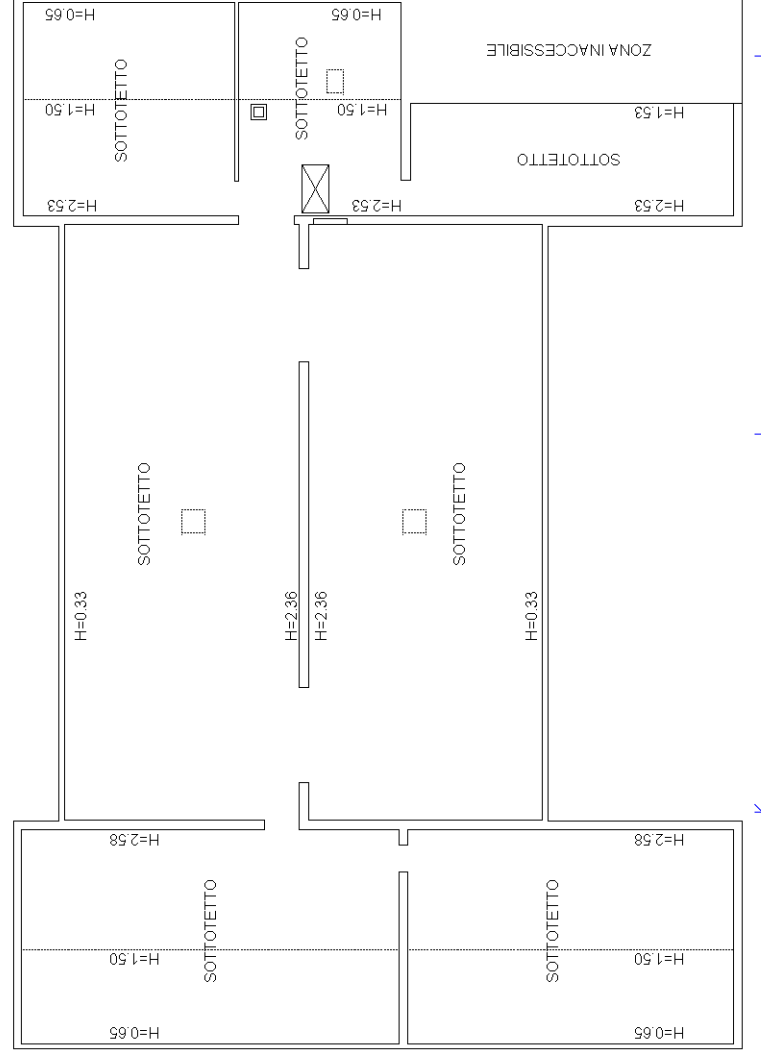 H=0.65
H=0.65
SOTTOTETTO
SOTTOTETTO
ZONA INACCESSIBILE
H=1.50
H=1.50
H=1.53
SOTTOTETTO
H=2.53
H=2.53
H=2.53
SOTTOTETTO
SOTTOTETTO
H=0.33
H=2.36
H=2.36
H=0.33
H=2.58
H=2.58
SOTTOTETTO
SOTTOTETTO
H=1.50
H=1.50
H=0.65
H=0.65